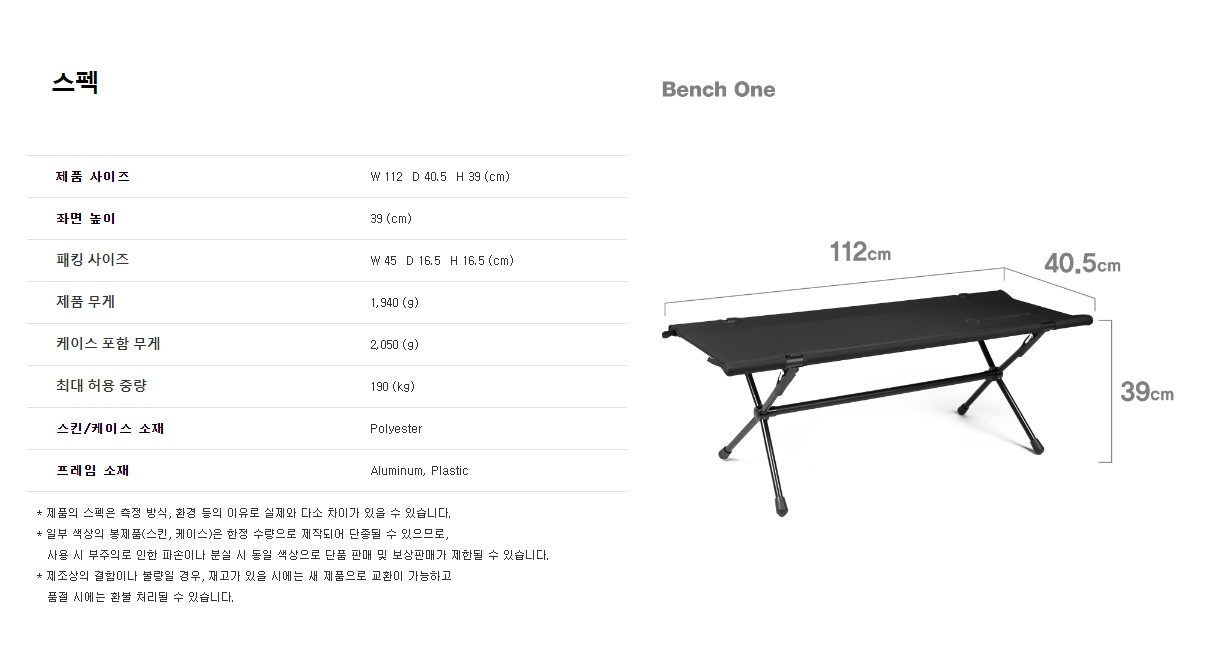 스펙
Bench One
제품 사이즈 W 112 D 40.5 H 39 (cm)
좌면 높이 39 (cm)
패킹 사이즈 W 45 D 16.5 H 16.5 (cm)
제품 무게 1,940 (g)
케이스 포함 무게 2,050 (g)
최대 허용 중량 190 (kg)
스킨/케이스 소재 Polyester
프레임 소재 Aluminum, Plastic
* 제품의 스펙은 측정 방식, 환경 등의 이유로 실제와 다소 차이가 있을 수 있습니다.
* 일부 색상의 봉제품(스킨, 케이스)은 한정 수량으로 제작되어 단종될 수 있으므로,
사용 시 부주의로 인한 파손이나 분실 시 동일 색상으로 단품 판매 및 보상판매가 제한될 수 있습니다.
* 제조상의 결함이나 불량일 경우, 재고가 있을 시에는 새 제품으로 교환이 가능하고
품절 시에는 환불 처리될 수 있습니다.
112cm
40.5cm
39cm